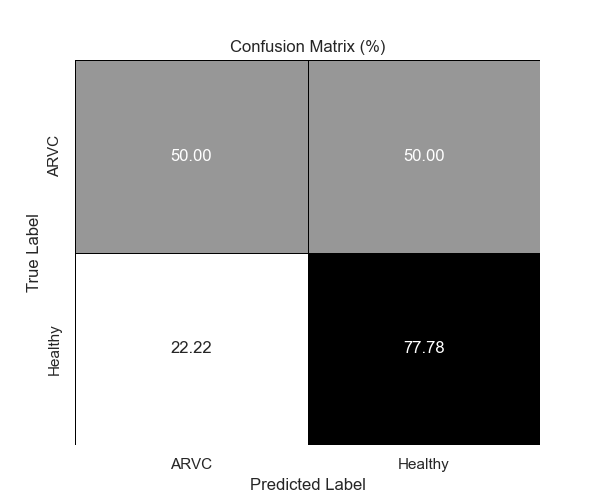 Confusion Matrix (%)
50.00
50.00
ARVC
True Label
22.22
77.78
Healthy
ARVC
Healthy
Predicted Label